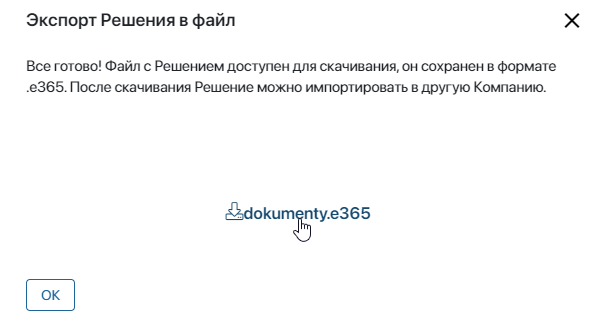 Экспорт Решения в файл
Все готово! Файл с Решением доступен для скачивания, он сохранен в формате
.e365. После скачивания Решение можно импортировать в другую Компанию.
dokumenty.e365
ОК